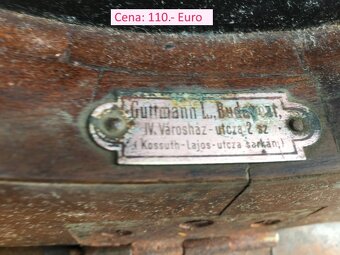 Cena: 110.- Euro
Guttmann L., Budapest,
IV. Városház-utcza 2 sz
(Kossuth-Lajos-utcza sarkán.)